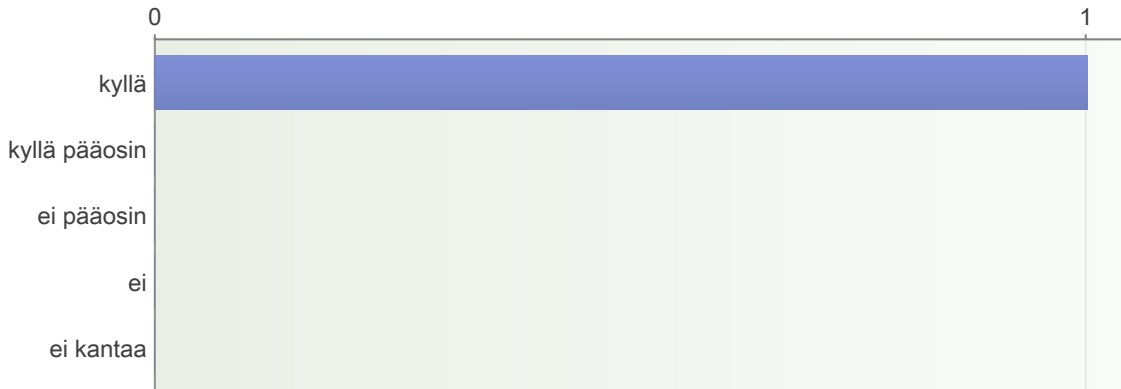 0 1
kyllä
kyllä pääosin
ei pääosin
ei
ei kantaa